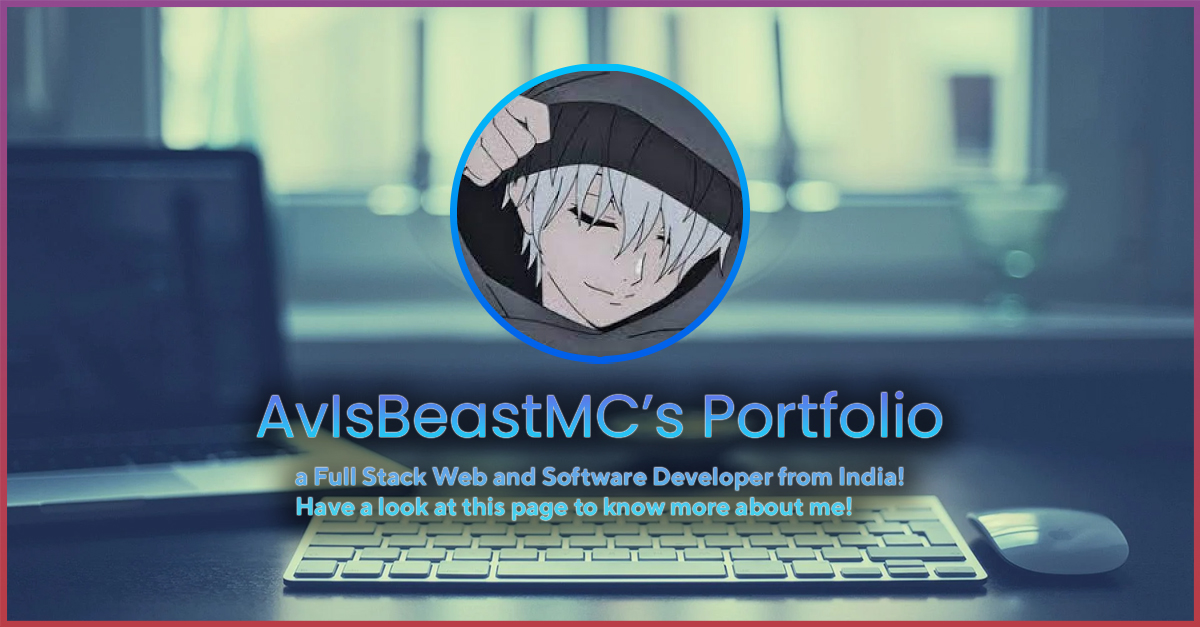 AvIsBeastMC's Portfolio
a Full Stack Web and Software Developer from India!
Have a look at this page to know more about me!